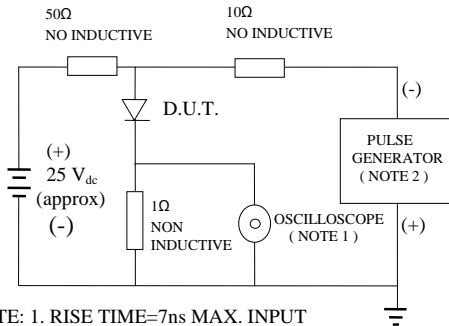 50Ω
NO INDUCTIVE
10Ω
NO INDUCTIVE
(-)
D.U.T.
PULSE
GENERATOR
( NOTE 2 )
(+)
25 Vdc
(approx)
(-)
1Ω
NON
INDUCTIVE
OSCILLOSCOPE
( NOTE 1 )
(+)
TE: 1. RISE TIME=7ns MAX. INPUT